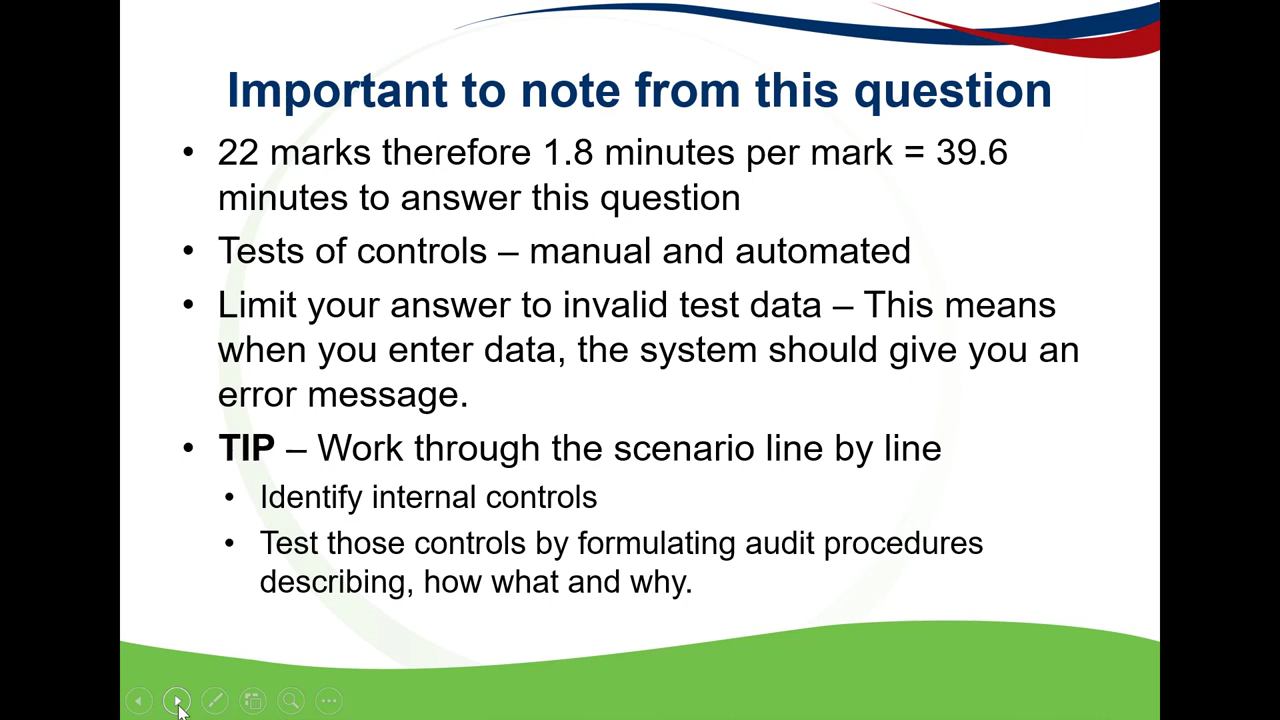 Important to note from this question
• 22 marks therefore 1.8 minutes per mark = 39.6
minutes to answer this question
• Tests of controls – manual and automated
• Limit your answer to invalid test data – This means
when you enter data, the system should give you an
error message.
• TIP – Work through the scenario line by line
• Identify internal controls
• Test those controls by formulating audit procedures
describing, how what and why.